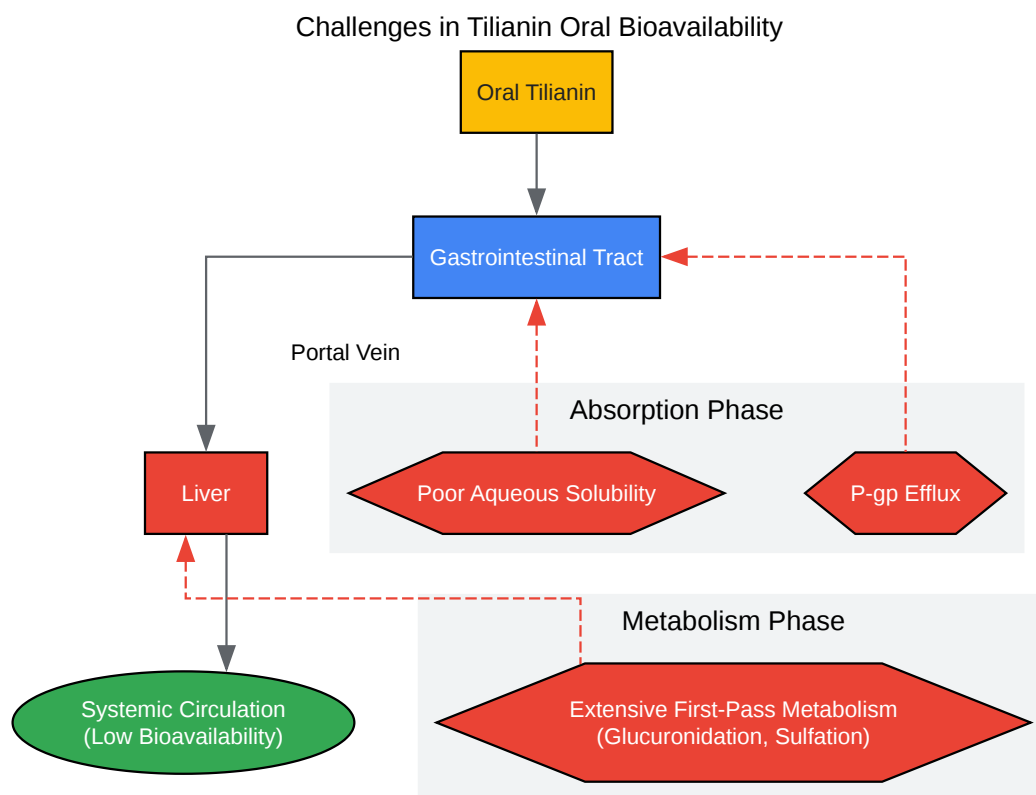 Challenges in Tilianin Oral Bioavailability
Oral Tilianin
Gastrointestinal Tract
Portal Vein
Absorption Phase
Liver
Poor Aqueous Solubility
P-gp Efflux
Metabolism Phase
Systemic Circulation
(Low Bioavailability)
Extensive First-Pass Metabolism
(Glucuronidation, Sulfation)